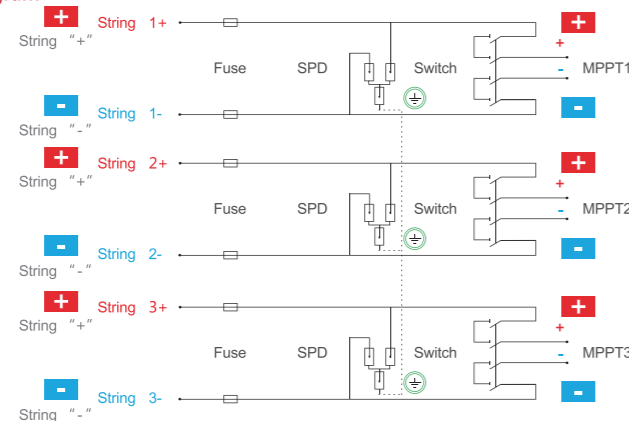 + String 1+ +
String "+" +
Fuse SPD Switch - MPPT1
- String 1- -
String "-"
+ String 2+ +
String "+" +
Fuse SPD Switch - MPPT2
- String 2- -
String "-"
+ String 3+ +
String "+" +
Fuse SPD Switch - MPPT3
- String 3- -
String "-"